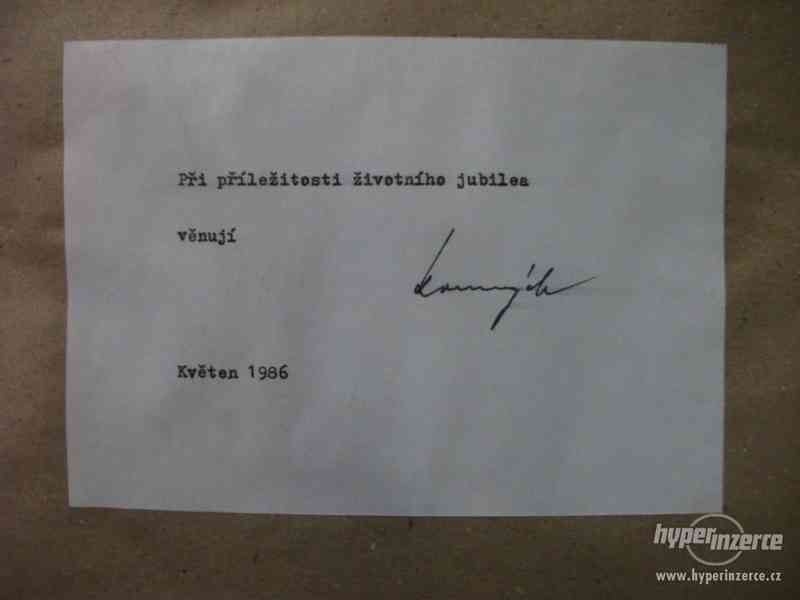 Při příležitosti životního jubilea
věnují
Květen 1986
hyperinzerce
www.hyperinzerce.cz